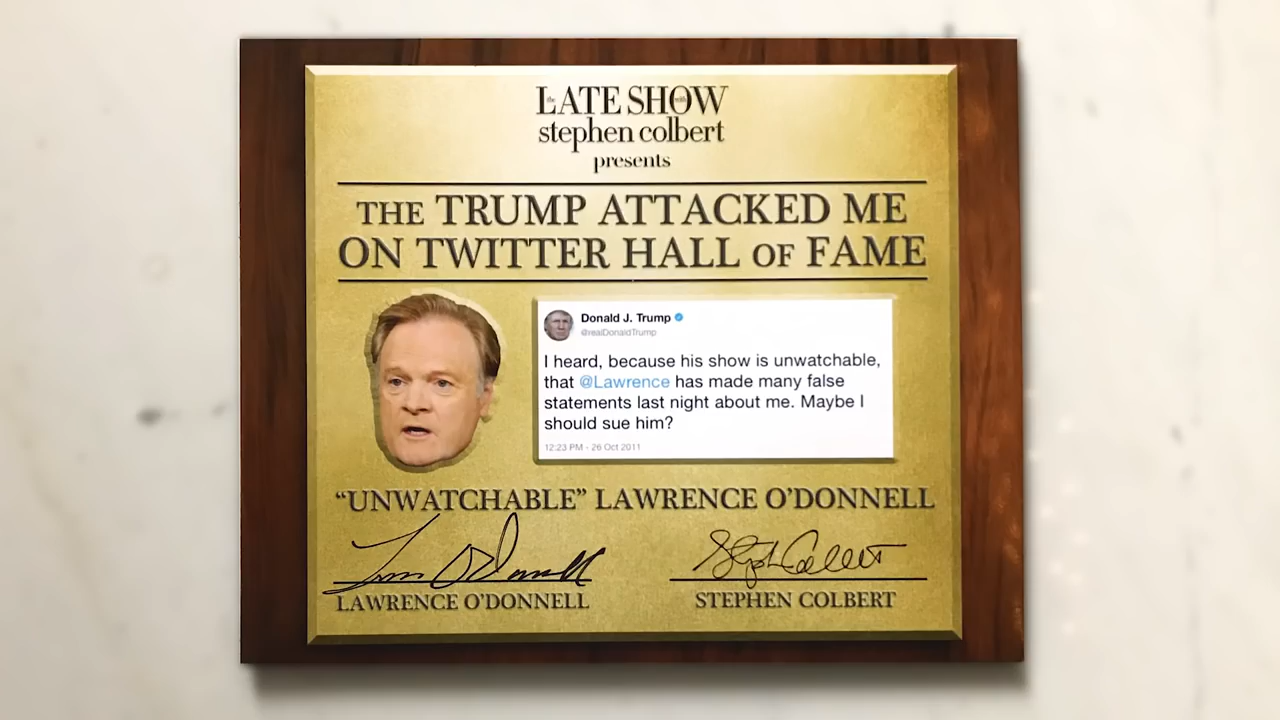 the LATE SHOW with
stephen colbert
presents
THE TRUMP ATTACKED ME
ON TWITTER HALL OF FAME
Donald J. Trump
@realDonaldTrump
I heard, because his show is unwatchable,
that @Lawrence has made many false
statements last night about me. Maybe I
should sue him?
12:23 PM - 26 Oct 2011
“UNWATCHABLE” LAWRENCE O’DONNELL
LAWRENCE O’DONNELL
STEPHEN COLBERT